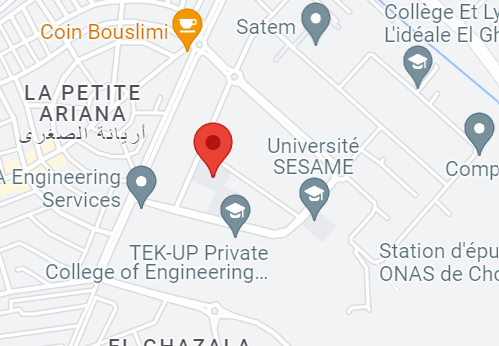 Collège Et Ly
L'idéale El Gh
Satem
Coin Bouslimi
LA PETITE
ARIANA
أريانة الصغرى
Université
SESAME
A Engineering
Services
Comp
TEK-UP Private
College of Engineering...
Station d'épu
ONAS de Cho
EL GHAZALA